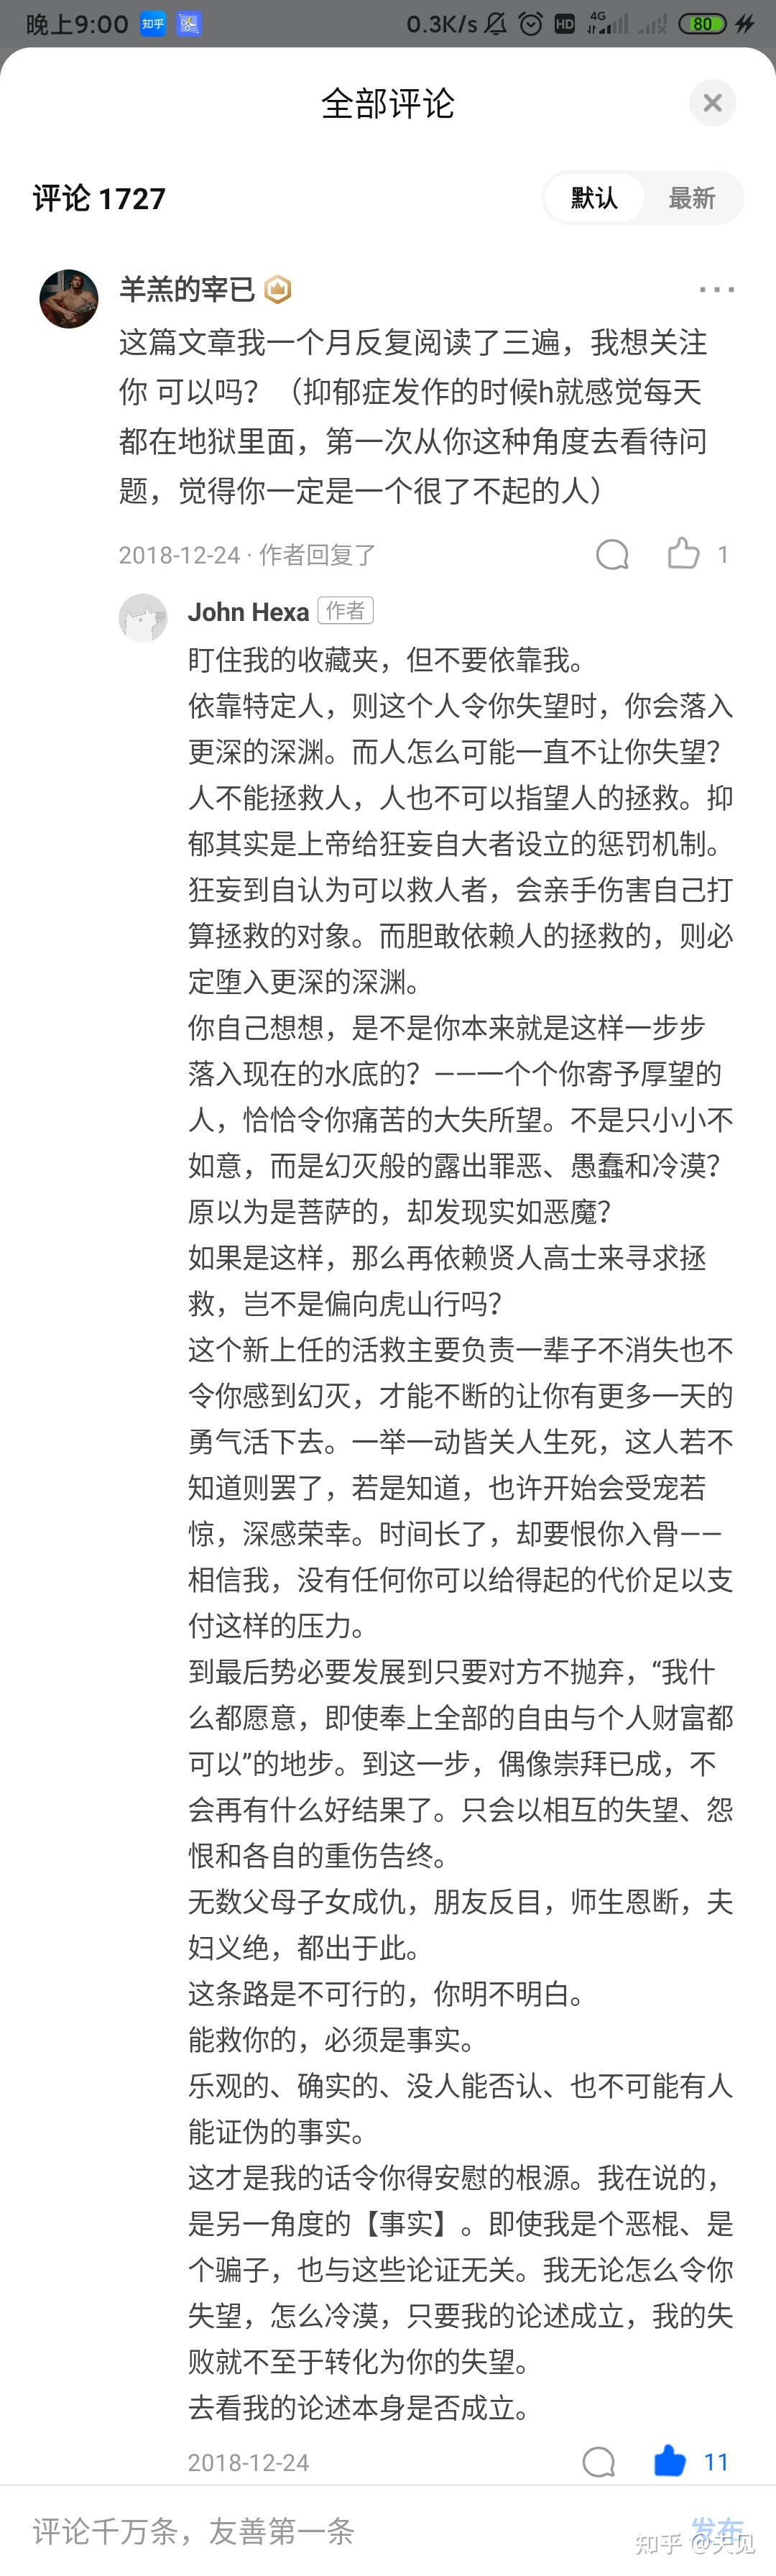 晚上9:00 知乎 0.3K/s HD 4G 80
全部评论
评论 1727 默认 最新
羊羔的宰已
这篇文章我一个月反复阅读了三遍，我想关注
你 可以吗？（抑郁症发作的时候h就感觉每天
都在地狱里面，第一次从你这种角度去看待问
题，觉得你一定是一个很了不起的人）
2018-12-24 · 作者回复了 1
John Hexa 作者
盯住我的收藏夹，但不要依靠我。
依靠特定人，则这个人令你失望时，你会落入
更深的深渊。而人怎么可能一直不让你失望？
人不能拯救人，人也不可以指望人的拯救。抑
郁其实是上帝给狂妄自大者设立的惩罚机制。
狂妄到自认为可以救人者，会亲手伤害自己打
算拯救的对象。而胆敢依赖人的拯救的，则必
定堕入更深的深渊。
你自己想想，是不是你本来就是这样一步步
落入现在的水底的？——一个个你寄予厚望的
人，恰恰令你痛苦的大失所望。不是只小小不
如意，而是幻灭般的露出罪恶、愚蠢和冷漠？
原以为是菩萨的，却发现实如恶魔？
如果是这样，那么再依赖贤人高士来寻求拯
救，岂不是偏向虎山行吗？
这个新上任的活救主要负责一辈子不消失也不
令你感到幻灭，才能不断的让你有更多一天的
勇气活下去。一举一动皆关人生死，这人若不
知道则罢了，若是知道，也许开始会受宠若
惊，深感荣幸。时间长了，却要恨你入骨——
相信我，没有任何你可以给得起的代价足以支
付这样的压力。
到最后势必要发展到只要对方不抛弃，“我什
么都愿意，即使奉上全部的自由与个人财富都
可以”的地步。到这一步，偶像崇拜已成，不
会再有什么好结果了。只会以相互的失望、怨
恨和各自的重伤告终。
无数父母子女成仇，朋友反目，师生恩断，夫
妇义绝，都出于此。
这条路是不可行的，你明不明白。
能救你的，必须是事实。
乐观的、确实的、没人能否认、也不可能有人
能证伪的事实。
这才是我的话令你得安慰的根源。我在说的，
是另一角度的【事实】。即使我是个恶棍、是
个骗子，也与这些论证无关。我无论怎么令你
失望，怎么冷漠，只要我的论述成立，我的失
败就不至于转化为你的失望。
去看我的论述本身是否成立。
2018-12-24 11
评论千万条，友善第一条 发布
知乎 @天见